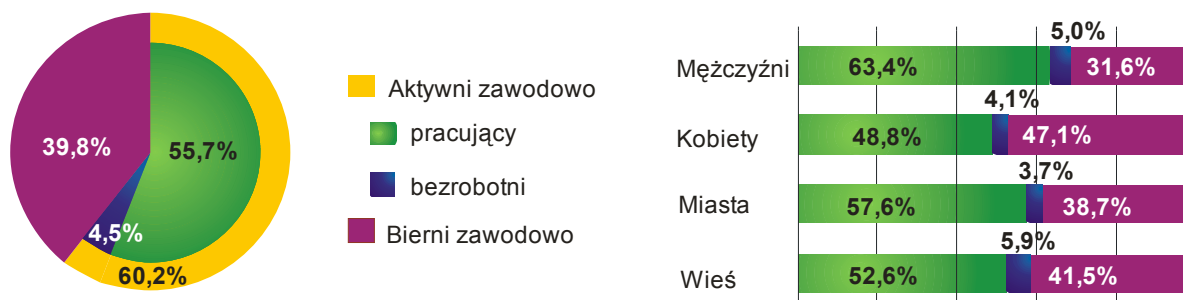 39,8%
55,7%
4,5%
60,2%
Aktywni zawodowo
pracujący
bezrobotni
Bierni zawodowo
5,0%
Mężczyźni 63,4% 31,6%
4,1%
Kobiety 48,8% 47,1%
3,7%
Miasta 57,6% 38,7%
5,9%
Wieś 52,6% 41,5%